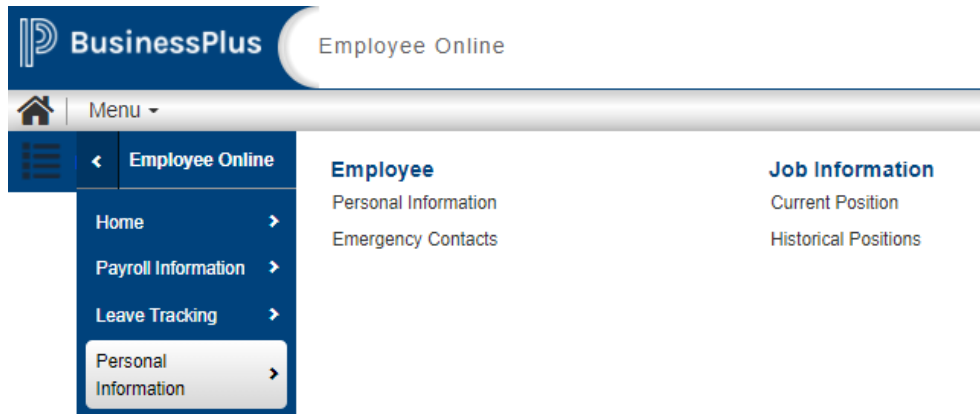 BusinessPlus
Employee Online
Menu
Employee Online
Home
Payroll Information
Leave Tracking
Personal
Information
Employee
Personal Information
Emergency Contacts
Job Information
Current Position
Historical Positions